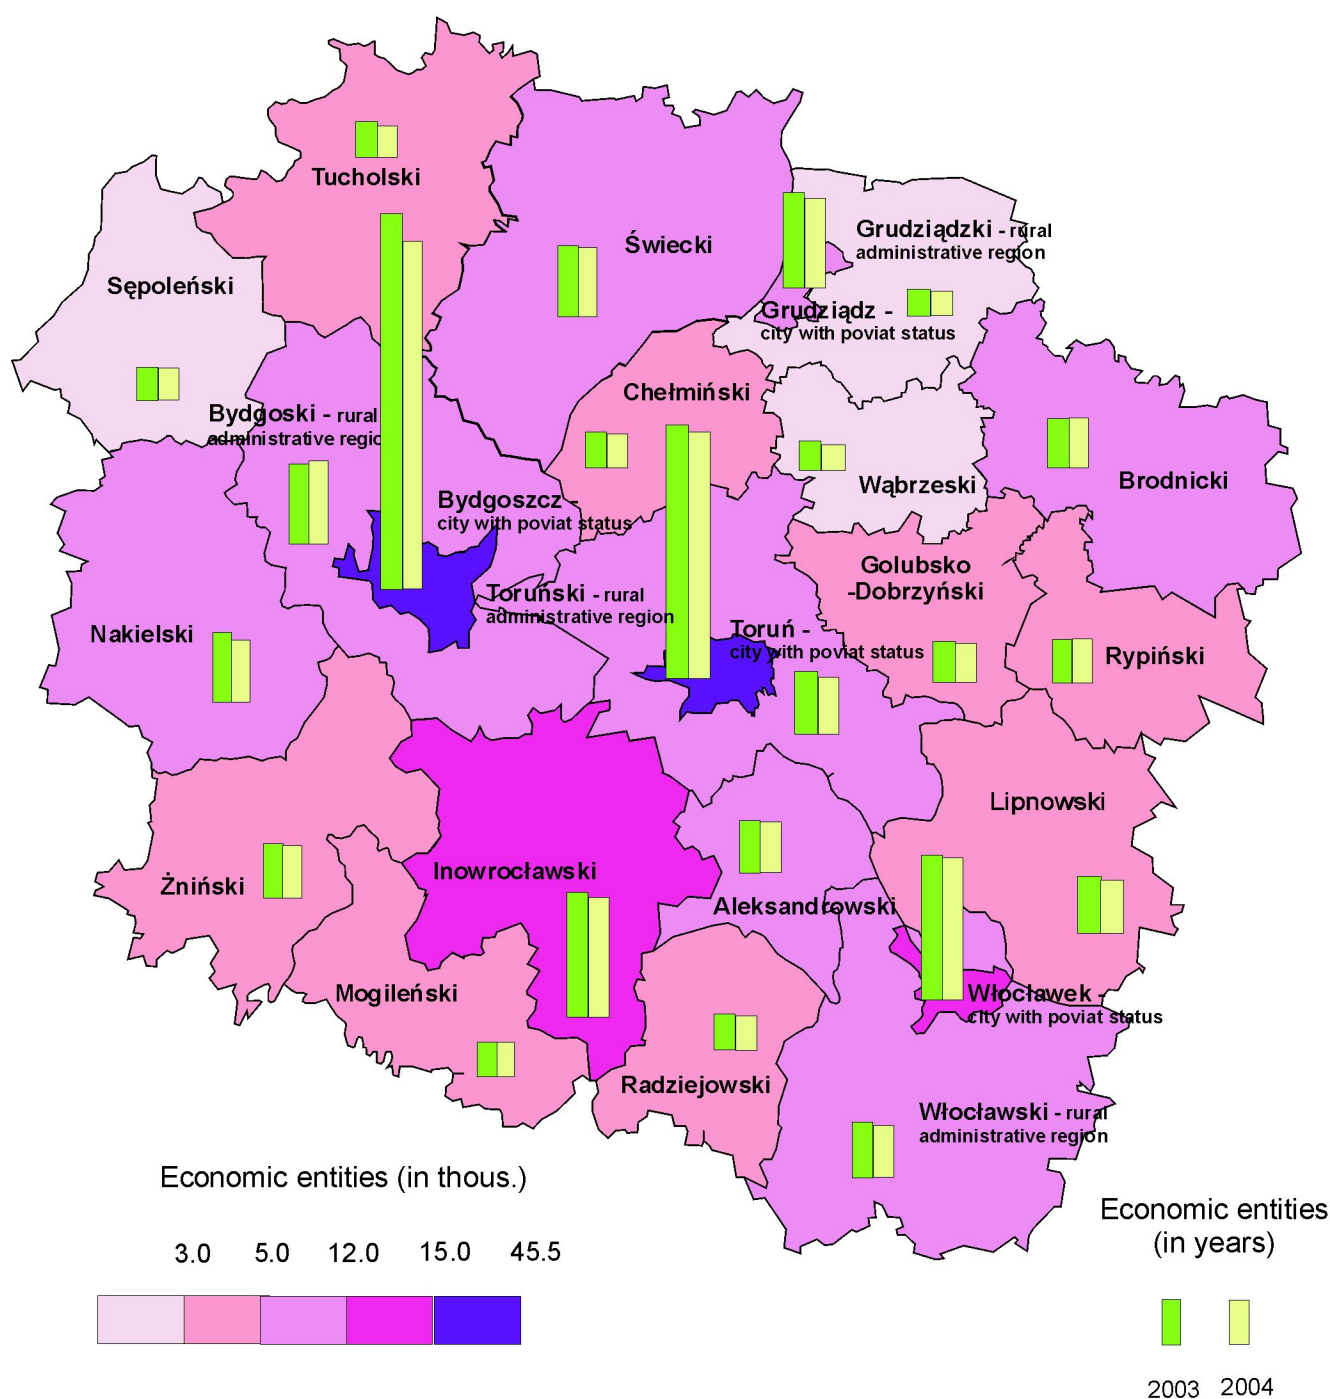 Tucholski
Świecki
Grudziądzki - rural
administrative region
Sępoleński
Grudziądz -
city with poviat status
Chełmiński
Bydgoski - rural
administrative regio
Wąbrzeski
Brodnicki
Bydgoszcz -
city with poviat status
Golubsko
-Dobrzyński
Toruński - rural
administrative region
Nakielski
Toruń -
city with poviat status
Rypiński
Lipnowski
Inowrocławski
Żniński
Aleksandrowski
Mogileński
Włocławek -
city with poviat status
Radziejowski
Włocławski - rural
administrative region
Economic entities (in thous.)
3.0 5.0 12.0 15.0 45.5
Economic entities
(in years)
2003 2004